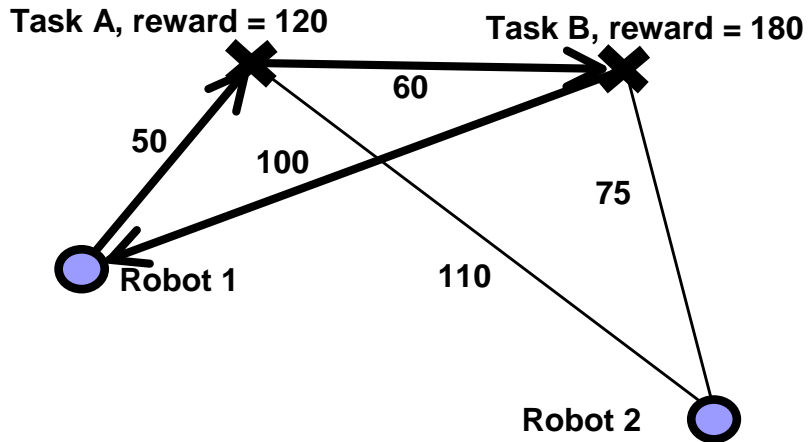 Task A, reward = 120
Task B, reward = 180
60
50
100
75
110
Robot 1
Robot 2